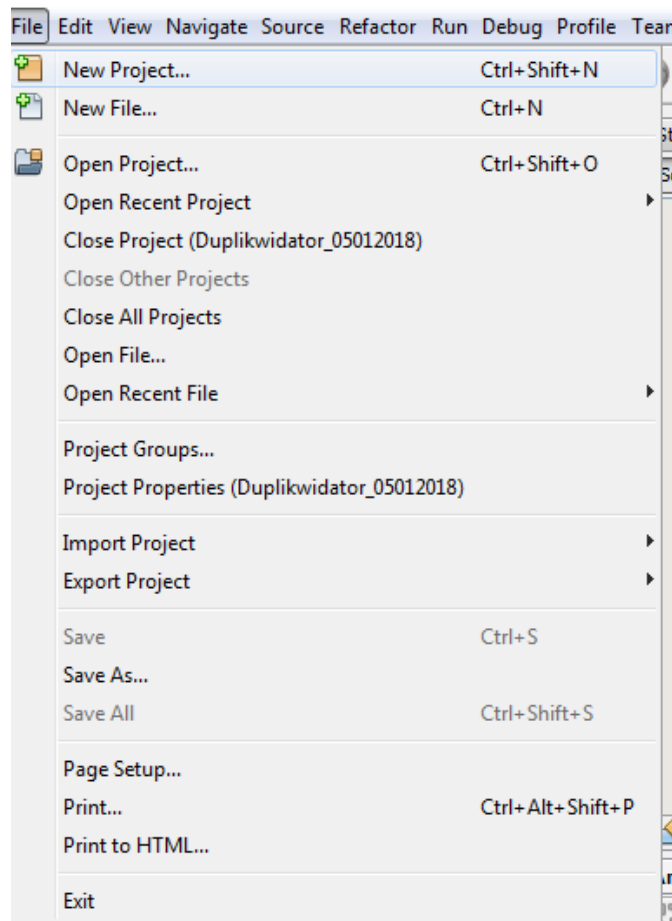 File Edit View Navigate Source Refactor Run Debug Profile
New Project... Ctrl+Shift+N
New File... Ctrl+N
Open Project... Ctrl+Shift+O
Open Recent Project
Close Project (Duplikwidator_05012018)
Close Other Projects
Close All Projects
Open File...
Open Recent File
Project Groups...
Project Properties (Duplikwidator_05012018)
Import Project
Export Project
Save Ctrl+S
Save As...
Save All Ctrl+Shift+S
Page Setup...
Print... Ctrl+Alt+Shift+P
Print to HTML...
Exit